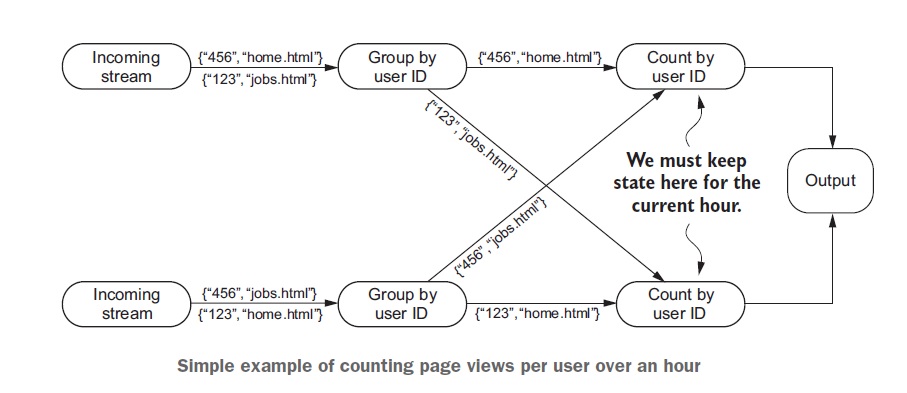 Incoming
stream
{“456”,“home.html”}
{“123”,“jobs.html”}
Group by
user ID
{“456”,“home.html”}
Count by
user ID
{“123”,“jobs.html”}
We must keep
state here for the
current hour.
Output
{“456”,“jobs.html”}
Incoming
stream
{“456”,“jobs.html”}
{“123”,“home.html”}
Group by
user ID
{“123”,“home.html”}
Count by
user ID
Simple example of counting page views per user over an hour